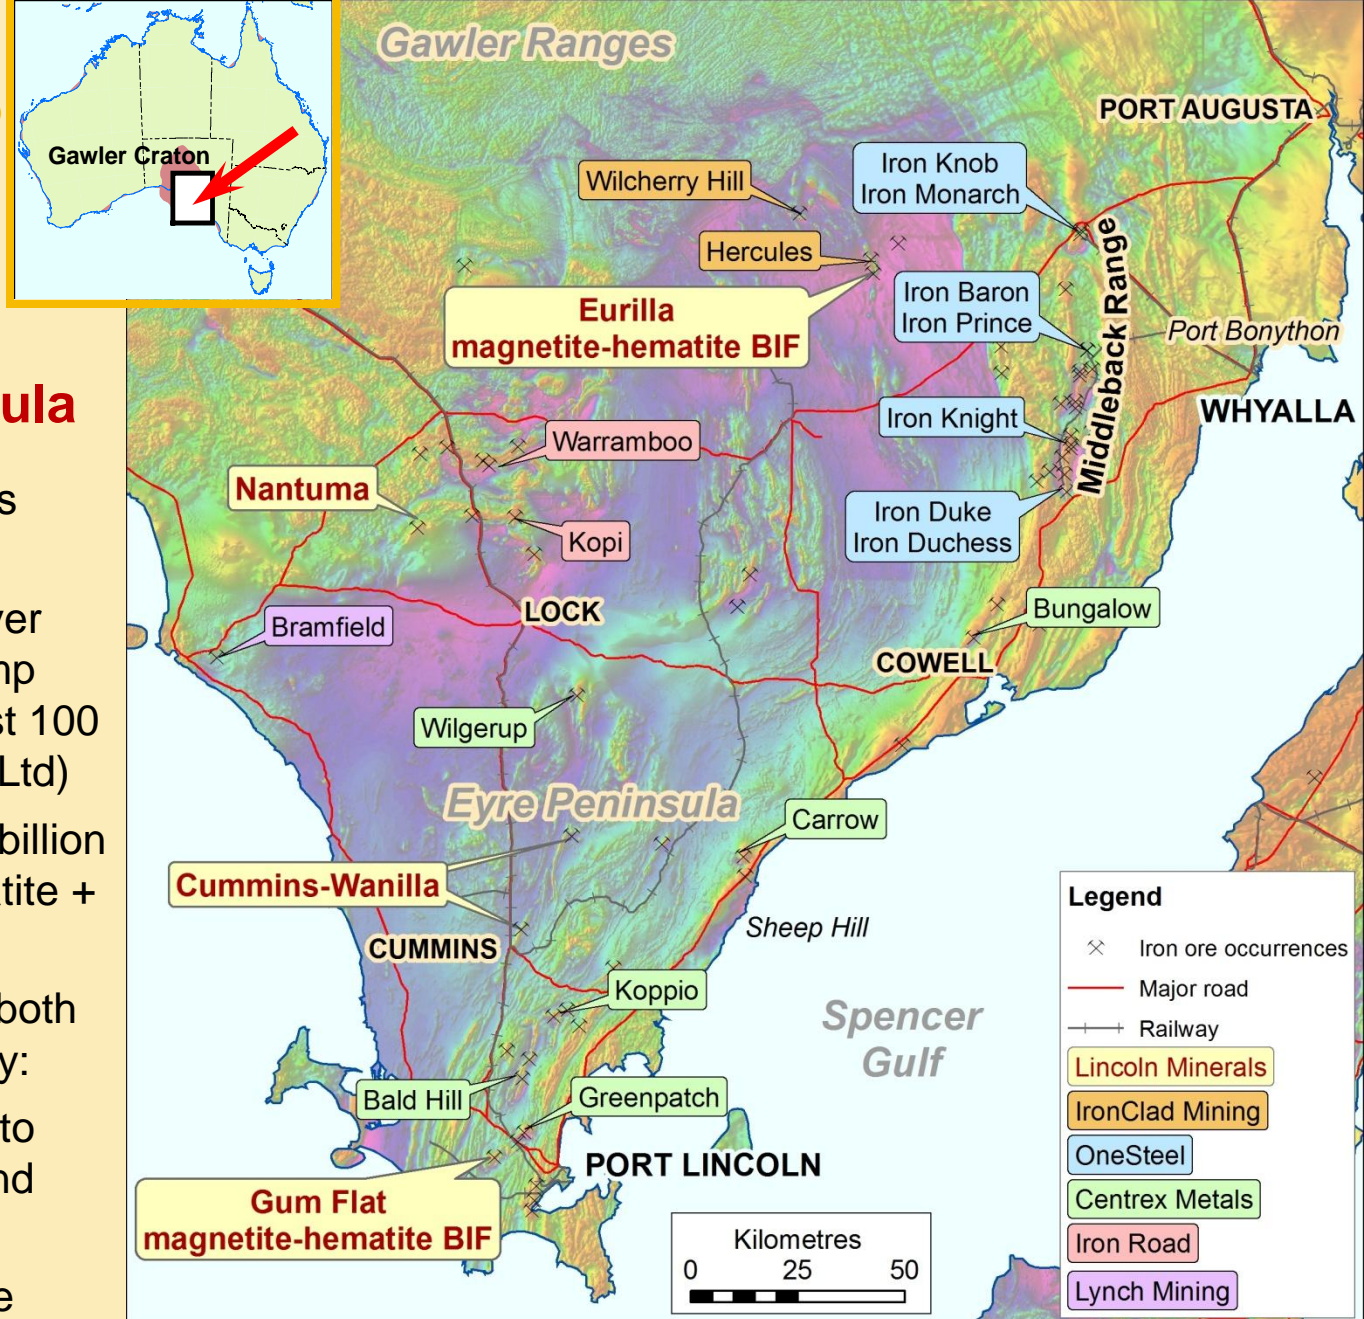 Gawler Craton
ula
s
ver
mp
st 100
Ltd)
billion
tite +
both
y:
to
nd
e
Gawler Ranges
PORT AUGUSTA
Wilcherry Hill
Iron Knob
Iron Monarch
Hercules
Eurilla
magnetite-hematite BIF
Iron Baron
Iron Prince
Middleback Range
Port Bonython
WHYALLA
Iron Knight
Warramboo
Nantuma
Iron Duke
Iron Duchess
Kopi
LOCK
Bungalow
Bramfield
COWELL
Wilgerup
Eyre Peninsula
Carrow
Cummins-Wanilla
Sheep Hill
CUMMINS
Koppio
Spencer
Gulf
Bald Hill
Greenpatch
PORT LINCOLN
Gum Flat
magnetite-hematite BIF
Kilometres
0 25 50
Legend
Iron ore occurrences
Major road
Railway
Lincoln Minerals
IronClad Mining
OneSteel
Centrex Metals
Iron Road
Lynch Mining